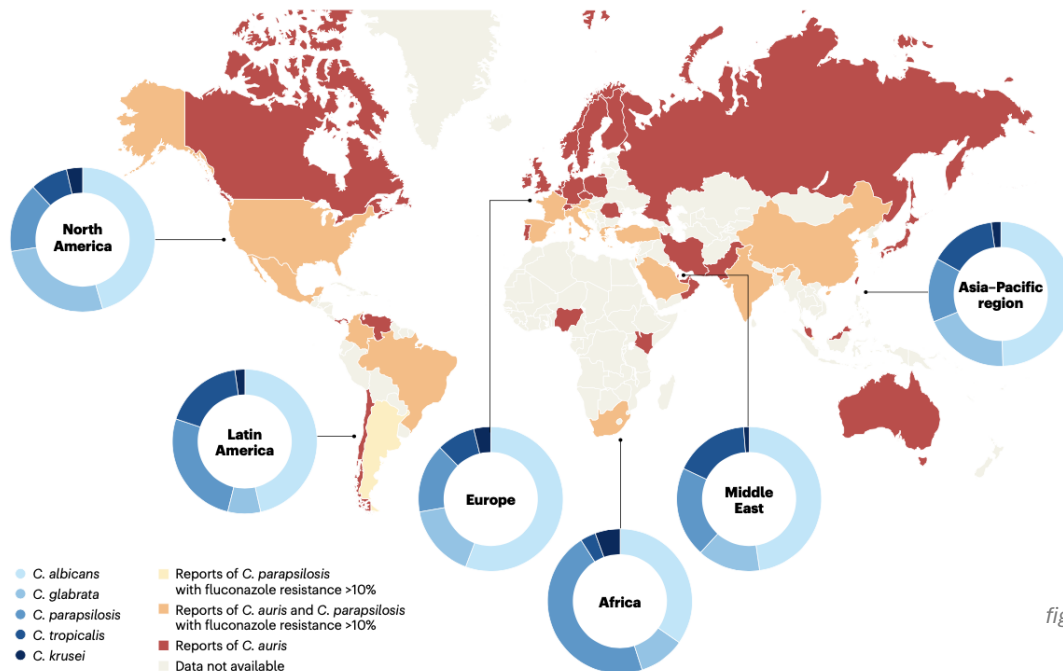 North
America
Asia–Pacific
region
Latin
America
Europe
Middle
East
Africa
C. albicans
C. glabrata
C. parapsilosis
C. tropicalis
C. krusei
Reports of C. parapsilosis
with fluconazole resistance >10%
Reports of C. auris and C. parapsilosis
with fluconazole resistance >10%
Reports of C. auris
Data not available